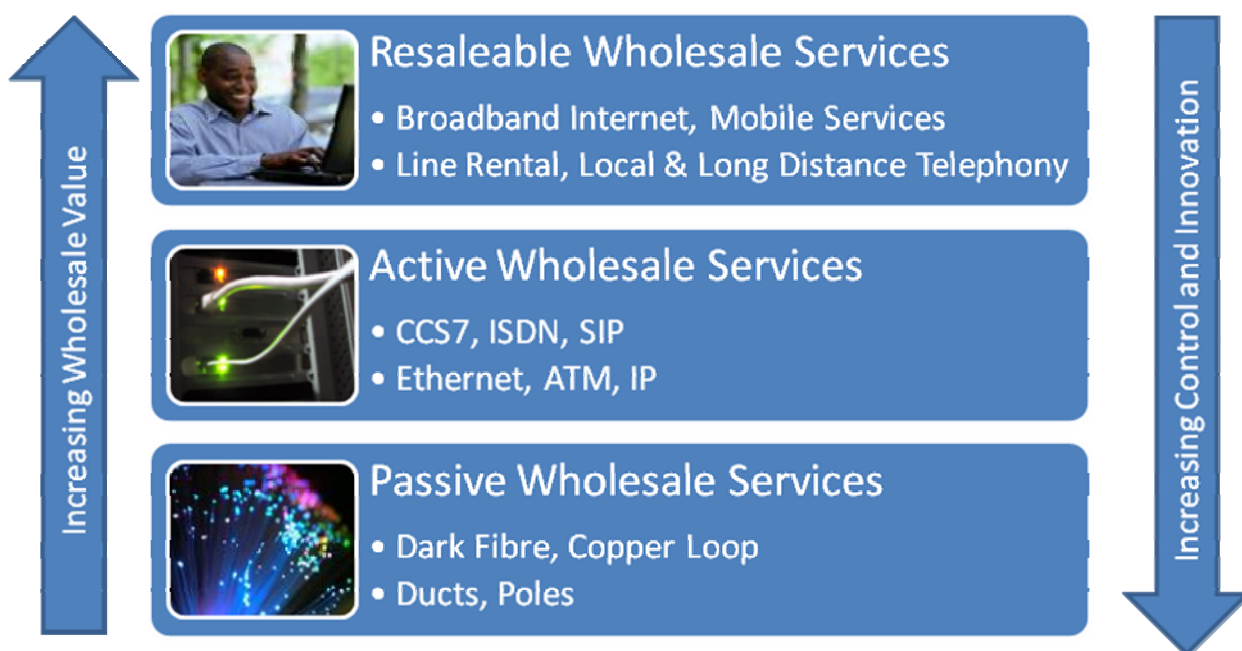 Increasing Wholesale Value
Resaleable Wholesale Services
• Broadband Internet, Mobile Services
• Line Rental, Local & Long Distance Telephony
Active Wholesale Services
• CCS7, ISDN, SIP
• Ethernet, ATM, IP
Passive Wholesale Services
• Dark Fibre, Copper Loop
• Ducts, Poles
Increasing Control and Innovation